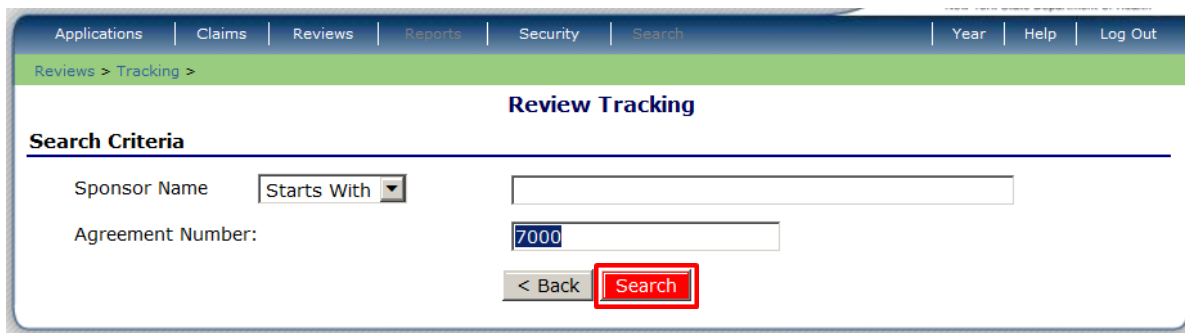 Applications Claims Reviews Reports Security Search Year Help Log Out
Reviews > Tracking >
Review Tracking
Search Criteria
Sponsor Name Starts With
Agreement Number: 7000
< Back Search